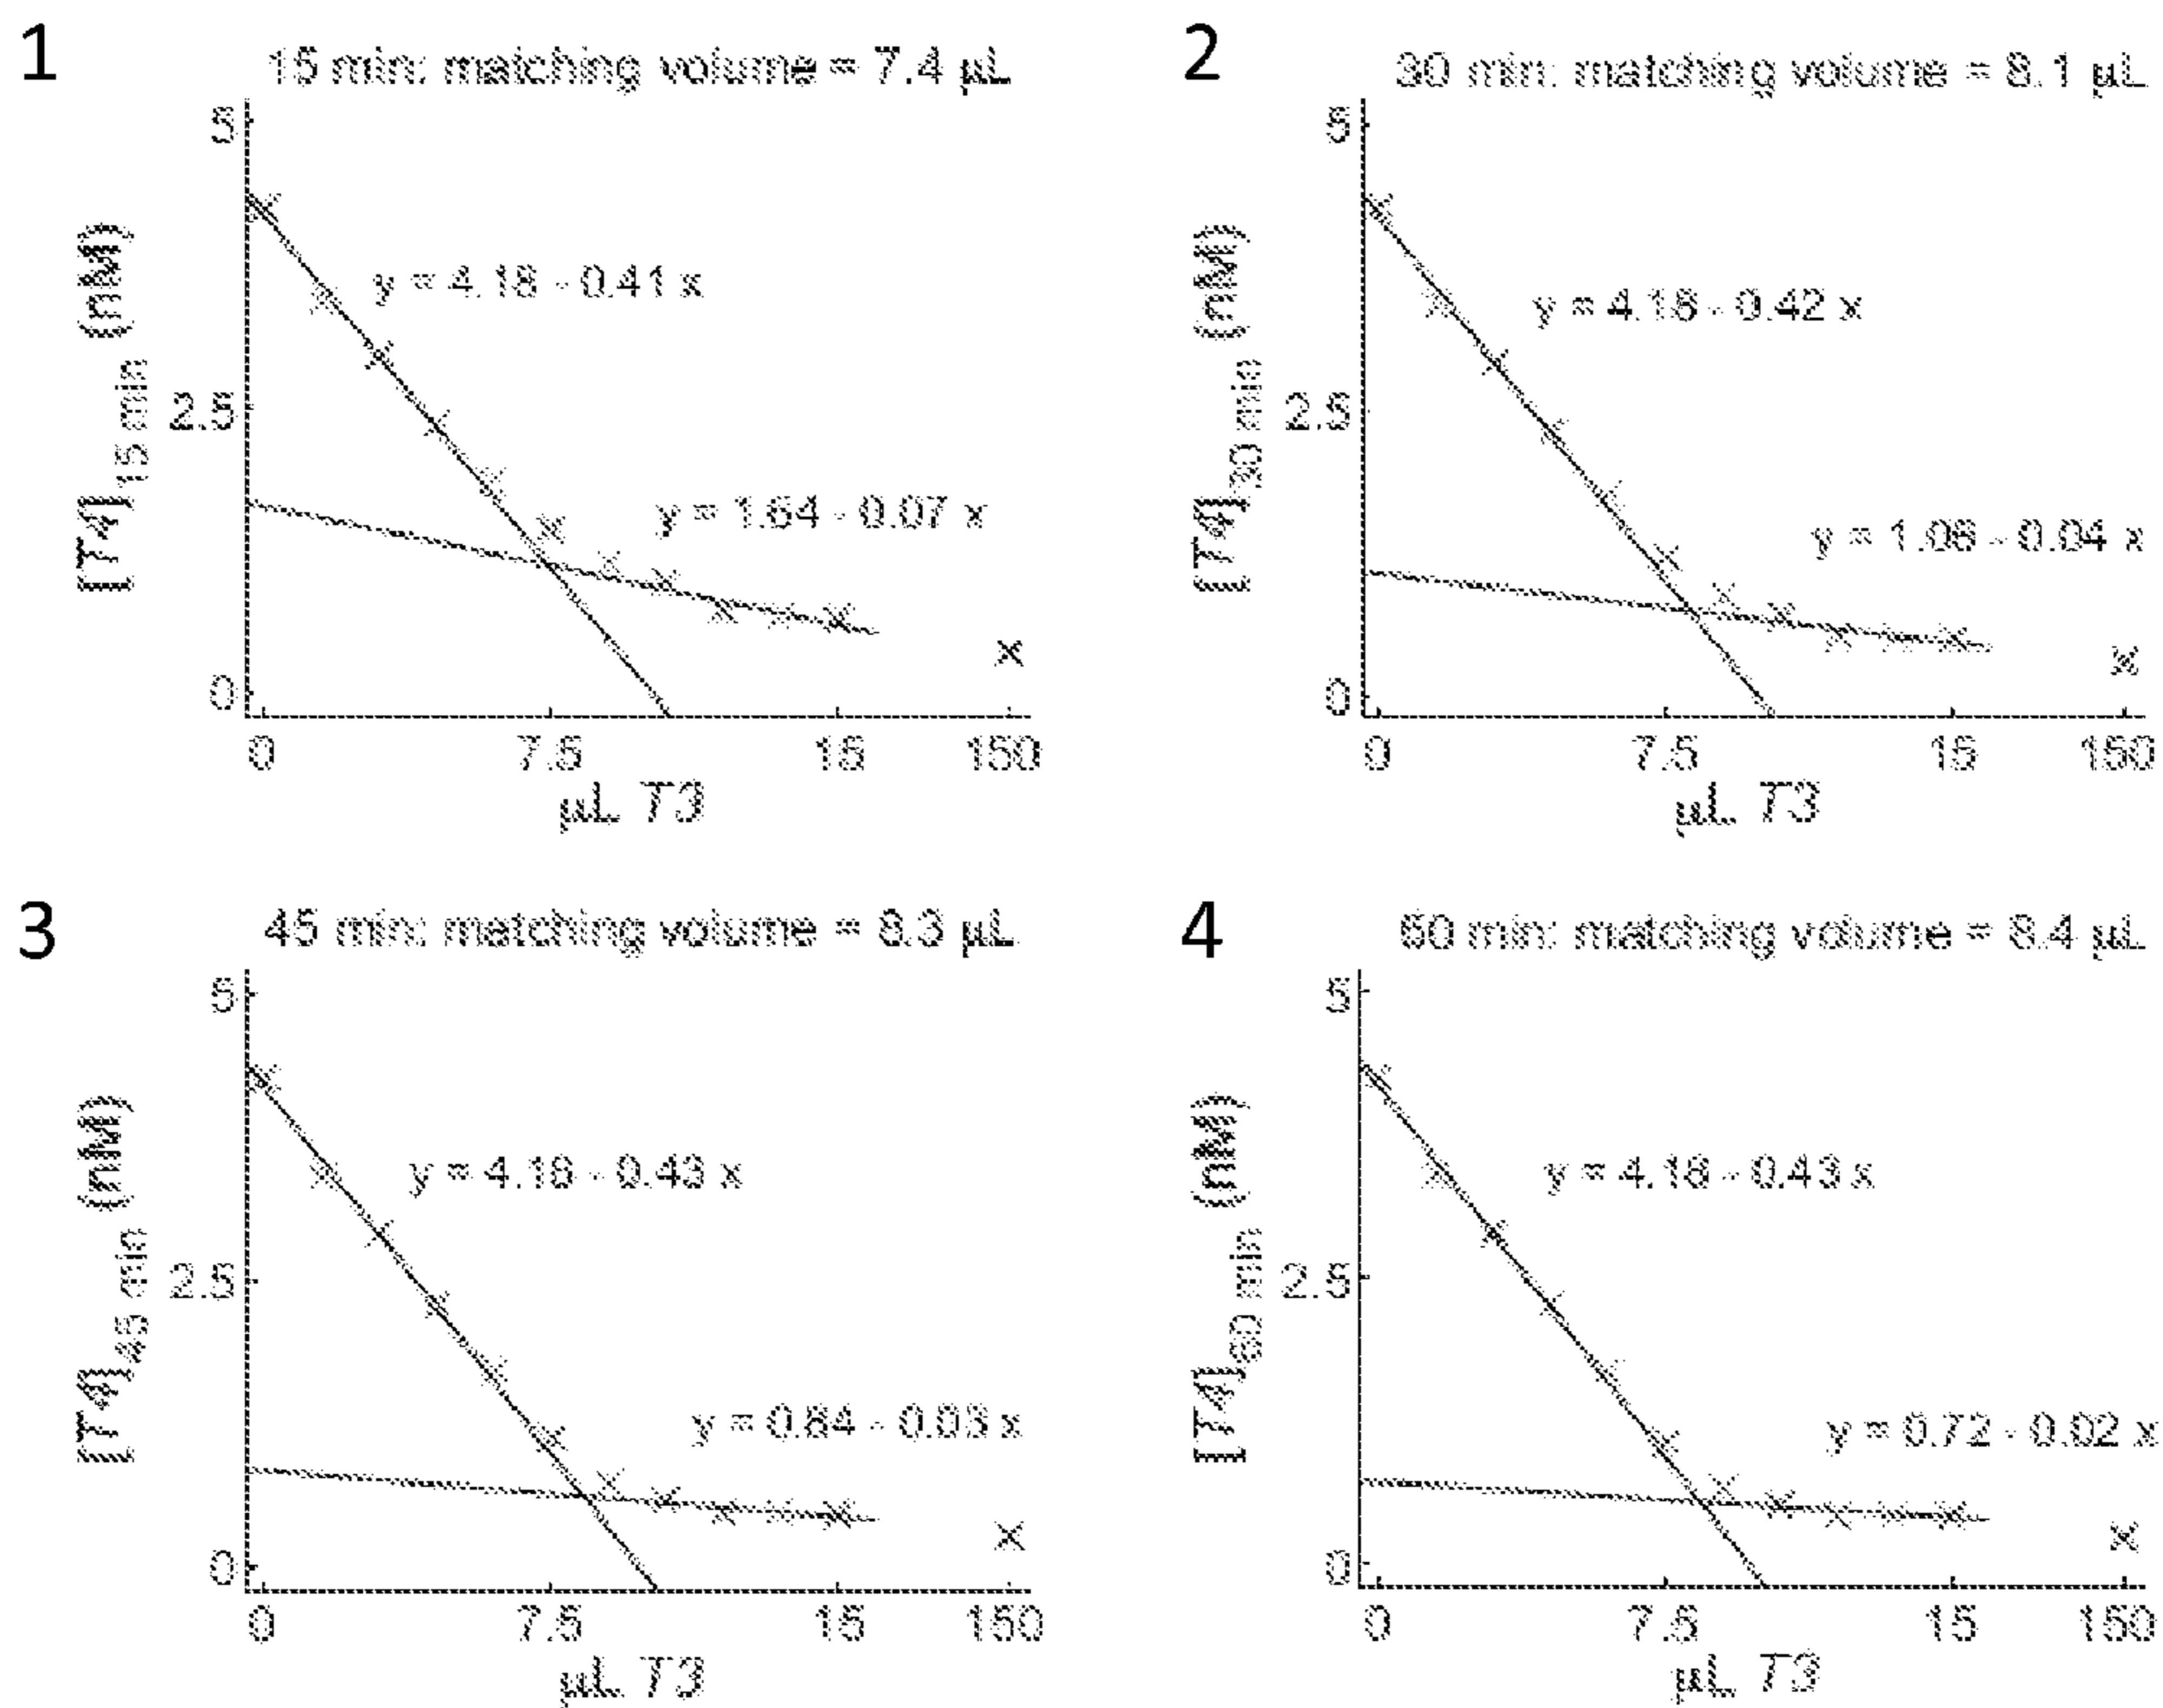 1
15 min: matching volume = 7.4 µL
[T4]15 min (nM)
5
2.5
0
y = 4.18 - 0.41 x
y = 1.64 - 0.07 x
0 7.5 15 150
µL T3
2
30 min: matching volume = 8.1 µL
[T4]30 min (nM)
5
2.5
0
y = 4.18 - 0.42 x
y = 1.08 - 0.04 x
0 7.5 15 150
µL T3
3
45 min: matching volume = 8.3 µL
[T4]45 min (nM)
5
2.5
0
y = 4.18 - 0.43 x
y = 0.84 - 0.03 x
0 7.5 15 150
µL T3
4
60 min: matching volume = 8.4 µL
[T4]60 min (nM)
5
2.5
0
y = 4.18 - 0.43 x
y = 0.72 - 0.02 x
0 7.5 15 150
µL T3